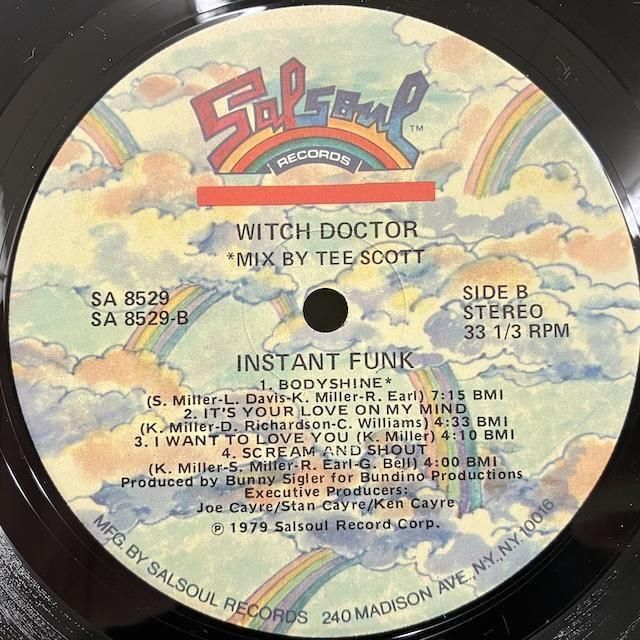 Salsoul™
RECORDS
WITCH DOCTOR
*MIX BY TEE SCOTT
SA 8529
SA 8529-B
SIDE B
STEREO
33 1/3 RPM
INSTANT FUNK
1. BODYSHINE*
(S. Miller-L. Davis-K. Miller-R. Earl) 7:15 BMI
2. IT'S YOUR LOVE ON MY MIND
(K. Miller-D. Richardson-C. Williams) 4:33 BMI
3. I WANT TO LOVE YOU (K. Miller) 4:10 BMI
4. SCREAM AND SHOUT
(K. Miller-S. Miller-R. Earl-G. Bell) 4:00 BMI
Produced by Bunny Sigler for Bundino Productions
Executive Producers:
Joe Cayre/Stan Cayre/Ken Cayre
℗ 1979 Salsoul Record Corp.
MFG. BY SALSOUL RECORDS 240 MADISON AVE., N.Y., N.Y. 10016